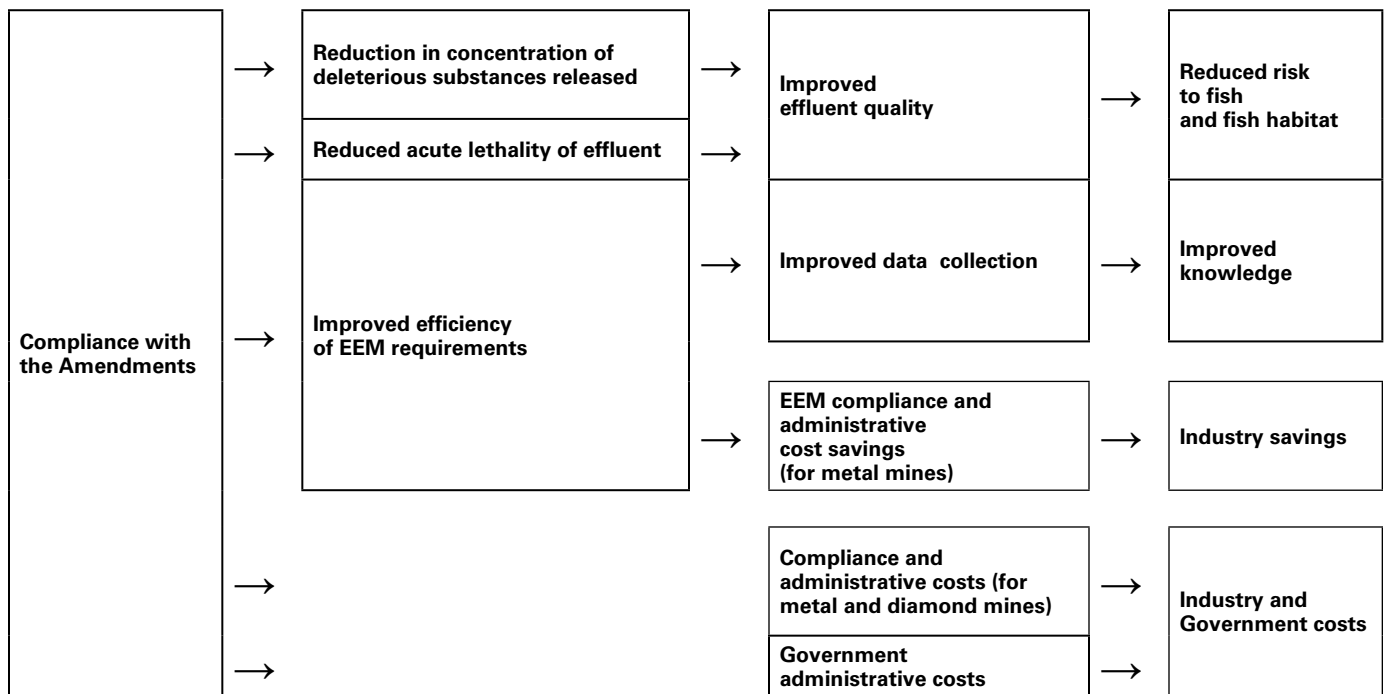 Compliance with
the Amendments
→
Reduction in concentration of
deleterious substances released
→
Improved
effluent quality
→
Reduced risk
to fish
and fish habitat
→
Reduced acute lethality of effluent
→
→
Improved efficiency
of EEM requirements
→
Improved data collection
→
Improved
knowledge
→
EEM compliance and
administrative
cost savings
(for metal mines)
→
Industry savings
→
Compliance and
administrative costs (for
metal and diamond mines)
→
Industry and
Government costs
→
Government
administrative costs
→